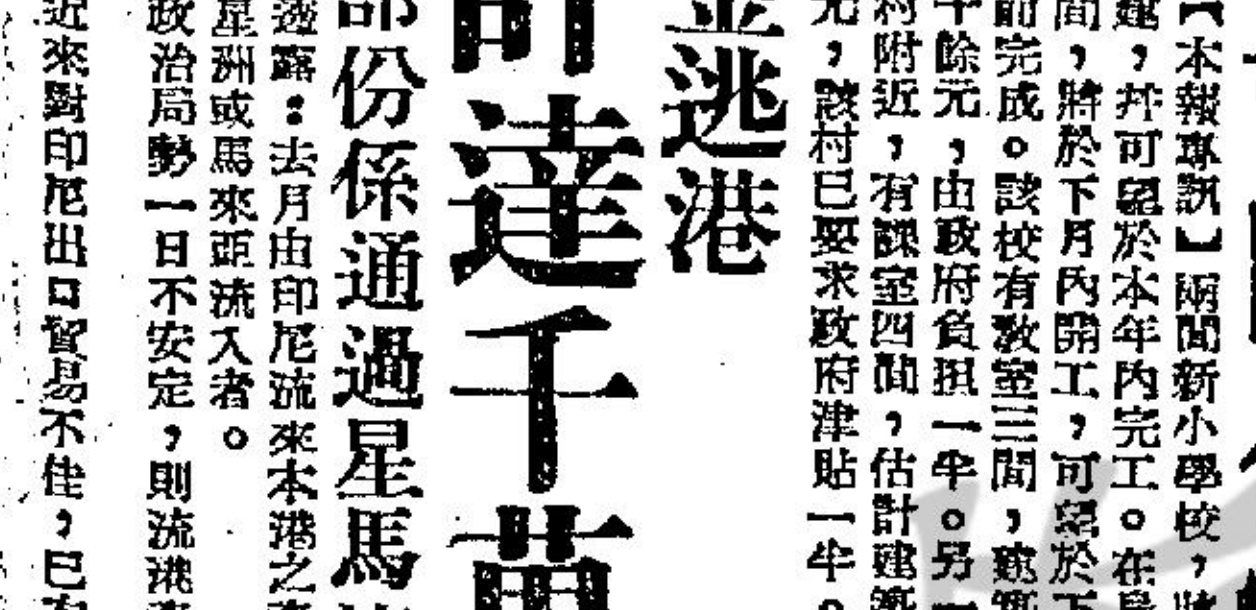 【本報專訊】兩間新小學校，
建，幷可望於本年內完工。在
間，將於下月內開工，可望於下
前完成。該校有教室三間，建築
千餘元，由政府負担一半。另一
村附近，有課室四間，估計建築
元，該村已要求政府津貼一半。
逃港
達千萬
部份係通過星馬
透露：去月由印尼流來本港之
星洲或馬來亞流入者。
政治局勢一日不安定，則流港
近來對印尼出口貿易不佳，已